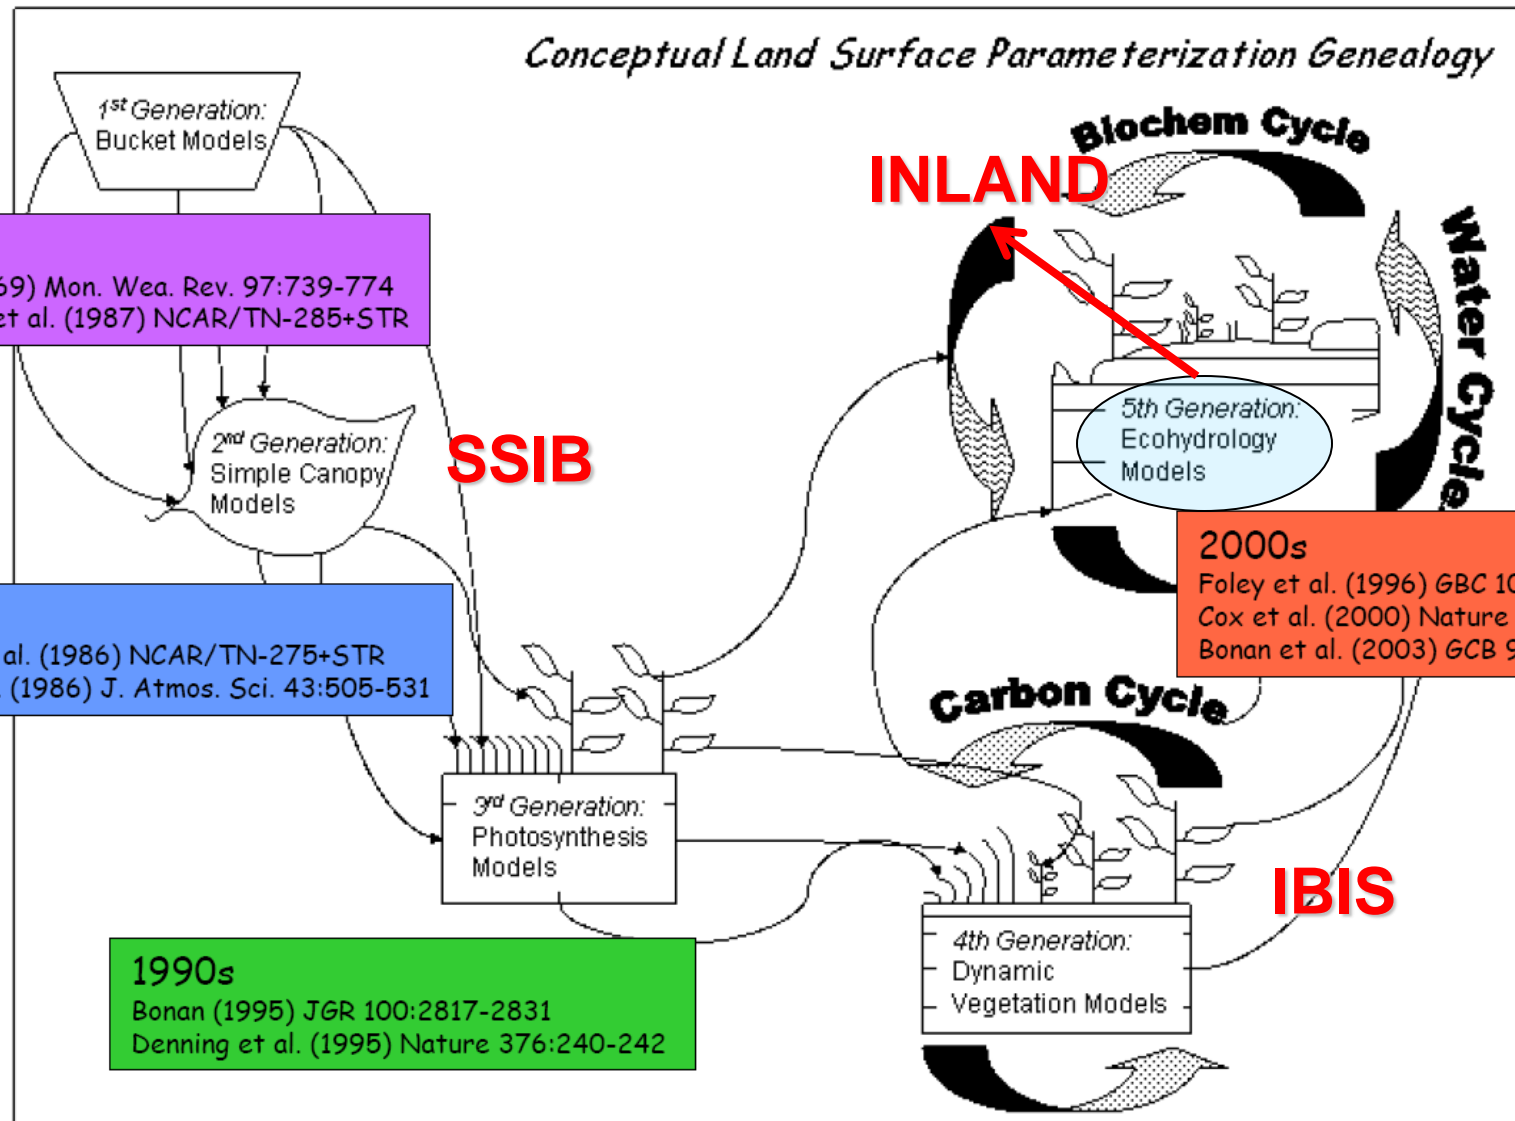 Conceptual Land Surface Parameterization Genealogy
1st Generation:
Bucket Models
69) Mon. Wea. Rev. 97:739-774
et al. (1987) NCAR/TN-285+STR
2nd Generation:
Simple Canopy
Models
SSIB
al. (1986) NCAR/TN-275+STR
. (1986) J. Atmos. Sci. 43:505-531
3rd Generation:
Photosynthesis
Models
1990s
Bonan (1995) JGR 100:2817-2831
Denning et al. (1995) Nature 376:240-242
Biochem Cycle
INLAND
Water Cycle
5th Generation:
Ecohydrology
Models
2000s
Foley et al. (1996) GBC 10
Cox et al. (2000) Nature
Bonan et al. (2003) GCB 9
Carbon Cycle
IBIS
4th Generation:
Dynamic
Vegetation Models